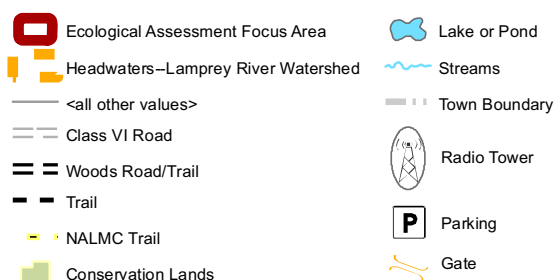 Ecological Assessment Focus Area
Headwaters--Lamprey River Watershed
<all other values>
Class VI Road
Woods Road/Trail
Trail
NALMC Trail
Conservation Lands
Lake or Pond
Streams
Town Boundary
Radio Tower
P
Parking
Gate